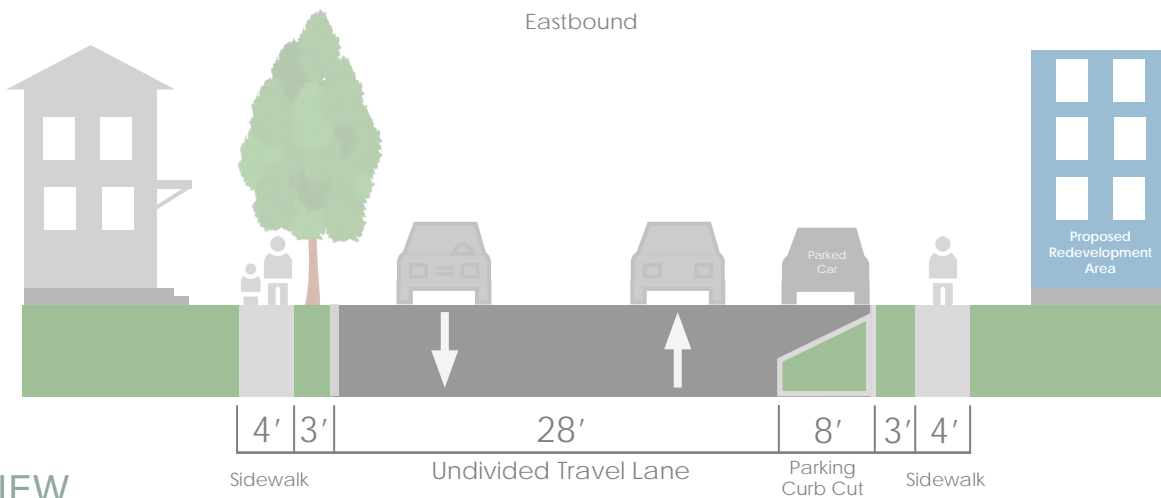 Eastbound
Parked
Car
Proposed
Redevelopment
Area
4′ 3′ 28′ 8′ 3′ 4′
Sidewalk Undivided Travel Lane Parking Sidewalk
Curb Cut